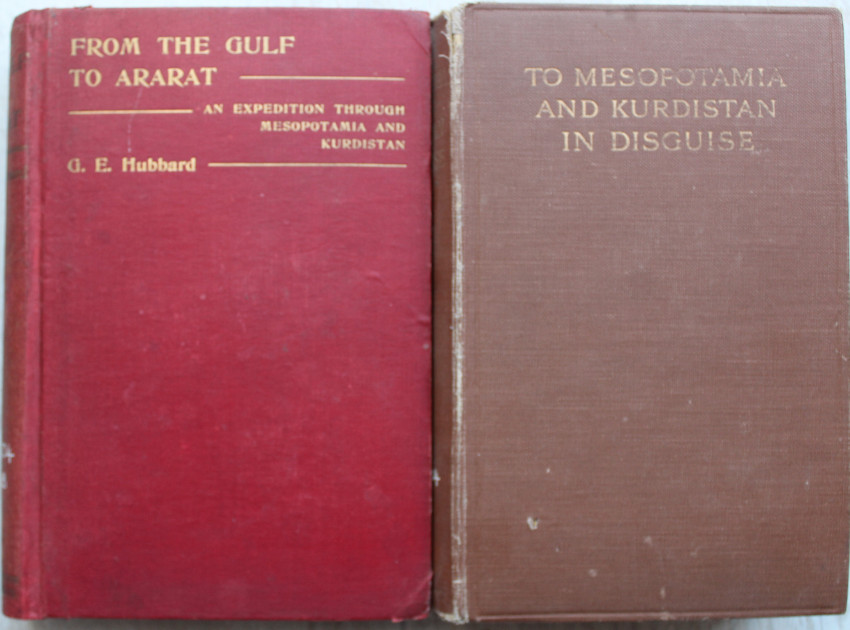 FROM THE GULF
TO ARARAT
AN EXPEDITION THROUGH
MESOPOTAMIA AND
KURDISTAN
G. E. Hubbard
TO MESOPOTAMIA
AND KURDISTAN
IN DISGUISE